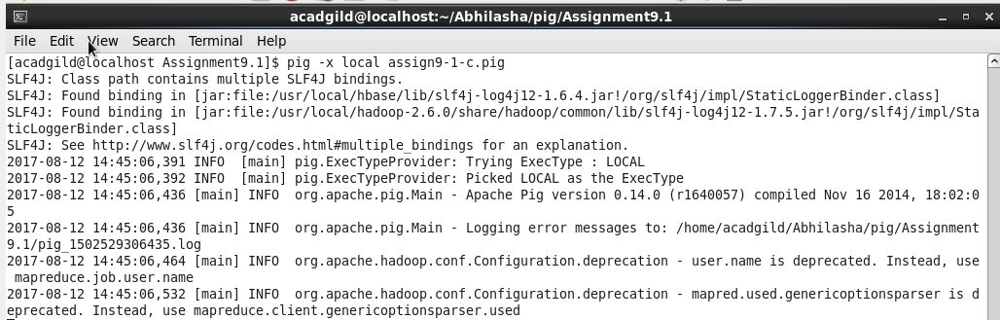 acadgild@localhost:~/Abhilasha/pig/Assignment9.1
File Edit View Search Terminal Help
[acadgild@localhost Assignment9.1]$ pig -x local assign9-1-c.pig
SLF4J: Class path contains multiple SLF4J bindings.
SLF4J: Found binding in [jar:file:/usr/local/hbase/lib/slf4j-log4j12-1.6.4.jar!/org/slf4j/impl/StaticLoggerBinder.class]
SLF4J: Found binding in [jar:file:/usr/local/hadoop-2.6.0/share/hadoop/common/lib/slf4j-log4j12-1.7.5.jar!/org/slf4j/impl/Sta
ticLoggerBinder.class]
SLF4J: See http://www.slf4j.org/codes.html#multiple_bindings for an explanation.
2017-08-12 14:45:06,391 INFO  [main] pig.ExecTypeProvider: Trying ExecType : LOCAL
2017-08-12 14:45:06,392 INFO  [main] pig.ExecTypeProvider: Picked LOCAL as the ExecType
2017-08-12 14:45:06,436 [main] INFO  org.apache.pig.Main - Apache Pig version 0.14.0 (r1640057) compiled Nov 16 2014, 18:02:0
5
2017-08-12 14:45:06,436 [main] INFO  org.apache.pig.Main - Logging error messages to: /home/acadgild/Abhilasha/pig/Assignment
9.1/pig_1502529306435.log
2017-08-12 14:45:06,464 [main] INFO  org.apache.hadoop.conf.Configuration.deprecation - user.name is deprecated. Instead, use
 mapreduce.job.user.name
2017-08-12 14:45:06,532 [main] INFO  org.apache.hadoop.conf.Configuration.deprecation - mapred.used.genericoptionsparser is d
eprecated. Instead, use mapreduce.client.genericoptionsparser.used